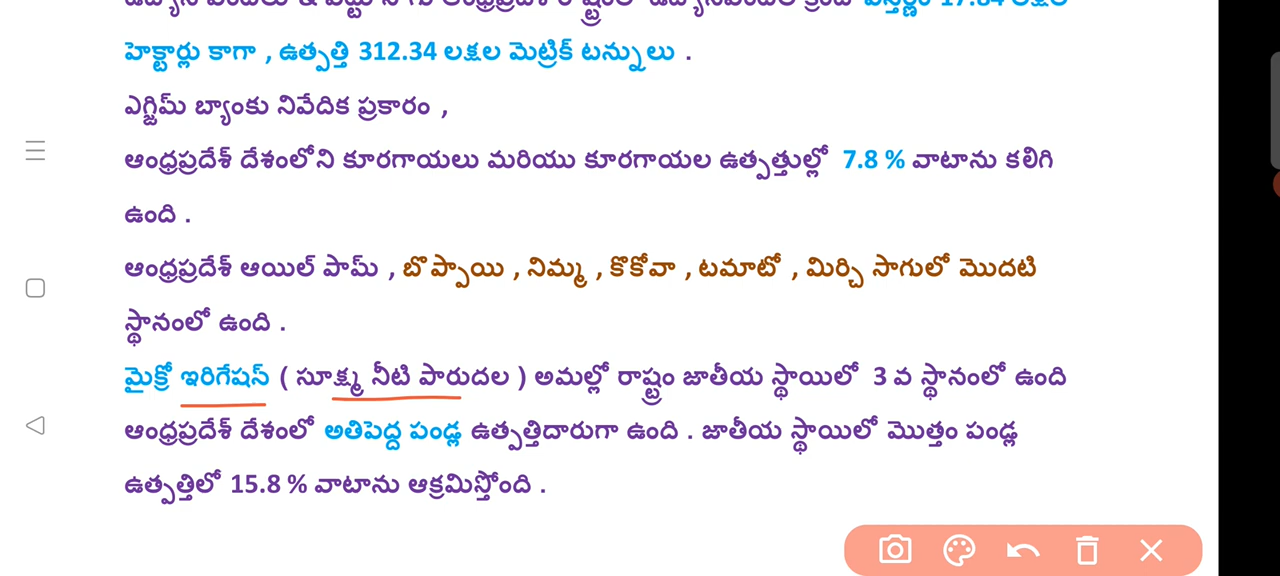 హెక్టార్లు కాగా , ఉత్పత్తి 312.34 లక్షల మెట్రిక్ టన్నులు .
ఎగ్జిమ్ బ్యాంకు నివేదిక ప్రకారం ,
ఆంధ్రప్రదేశ్ దేశంలోని కూరగాయలు మరియు కూరగాయల ఉత్పత్తుల్లో 7.8 % వాటాను కలిగి
ఉంది .
ఆంధ్రప్రదేశ్ ఆయిల్ పామ్ , బొప్పాయి , నిమ్మ , కొకోవా , టమాటో , మిర్చి సాగులో మొదటి
స్థానంలో ఉంది .
మైక్రో ఇరిగేషస్ ( సూక్ష్మ నీటి పారుదల ) అమల్లో రాష్ట్రం జాతీయ స్థాయిలో 3 వ స్థానంలో ఉంది
ఆంధ్రప్రదేశ్ దేశంలో అతిపెద్ద పండ్ల ఉత్పత్తిదారుగా ఉంది . జాతీయ స్థాయిలో మొత్తం పండ్ల
ఉత్పత్తిలో 15.8 % వాటాను ఆక్రమిస్తోంది .